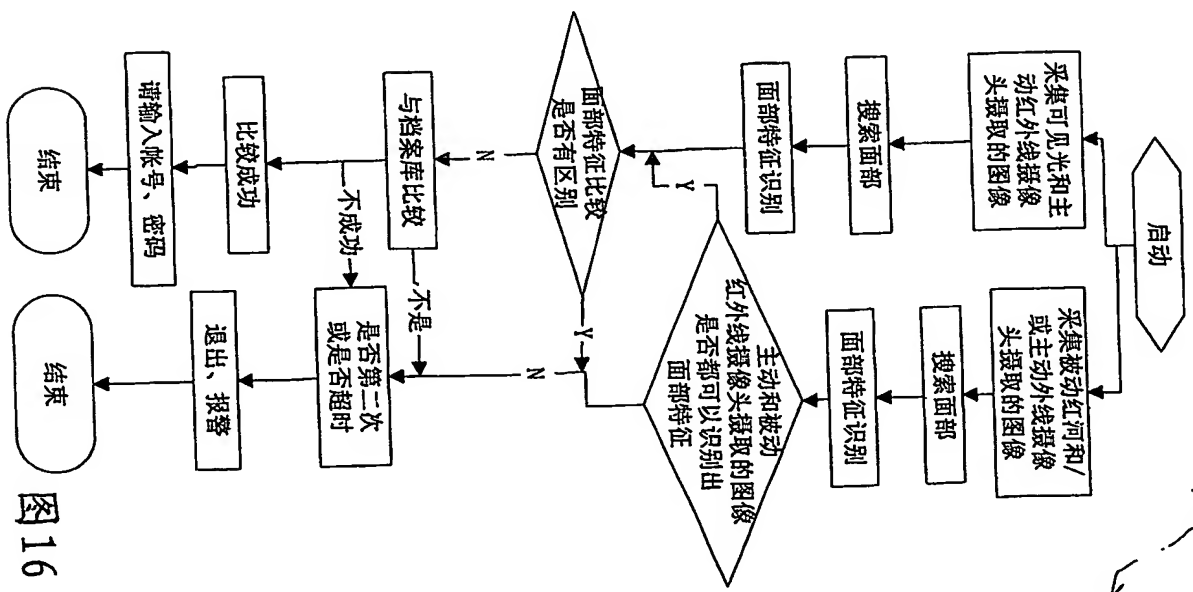 启动
采集可见光和主
动红外线摄像
头摄取的图像
搜索面部
面部特征识别
面部特征比较
是否有区别
N
与档案库比较
比较成功
请输入帐号、密码
结束
采集被动红河和/
或主动外线摄像
头摄取的图像
搜索面部
面部特征识别
主动和被动
红外线摄像头摄取的图像
是否都可以识别出
面部特征
Y
Y
N
不是
不成功
是否第二次
或是否超时
退出、报警
结束
图16